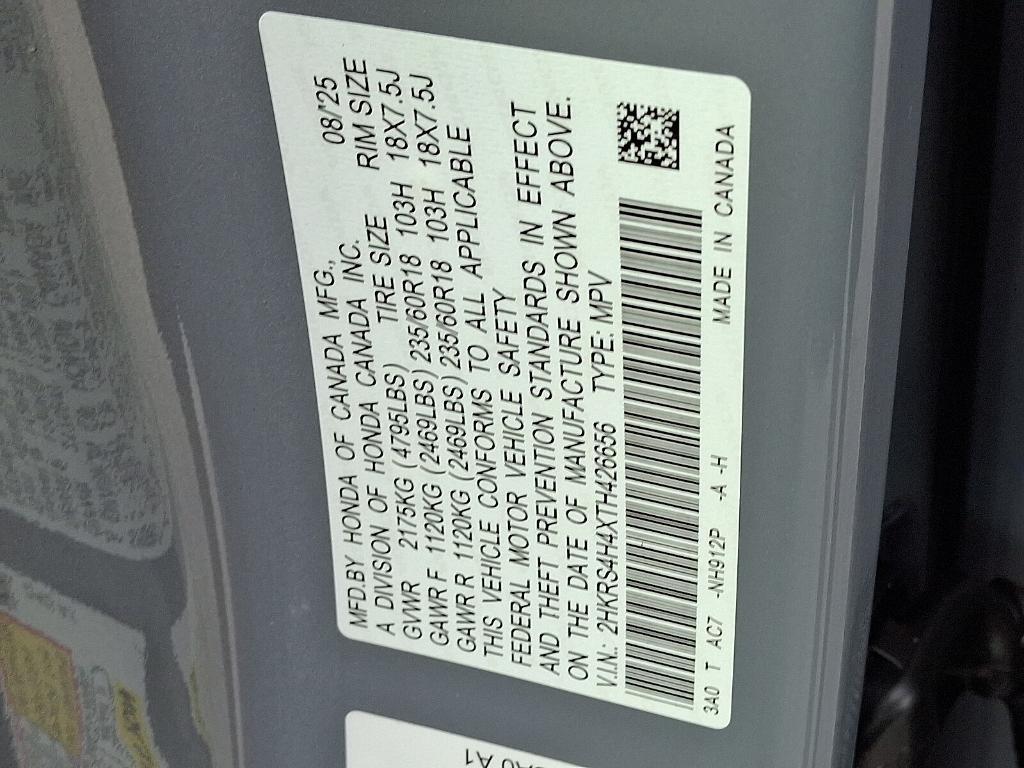 MFD.BY HONDA OF CANADA MFG., 08/'25
A DIVISION OF HONDA CANADA INC.
TIRE SIZE RIM SIZE
GVWR 2175KG (4795LBS)
GAWR F 1120KG (2469LBS) 235/60R18 103H 18X7.5J
GAWR R 1120KG (2469LBS) 235/60R18 103H 18X7.5J
THIS VEHICLE CONFORMS TO ALL APPLICABLE
FEDERAL MOTOR VEHICLE SAFETY
AND THEFT PREVENTION STANDARDS IN EFFECT
ON THE DATE OF MANUFACTURE SHOWN ABOVE.
V.I.N.: 2HKRS4H4XTH426656 TYPE: MPV
3A0 T AC7 -NH912P -A -H MADE IN CANADA
A1